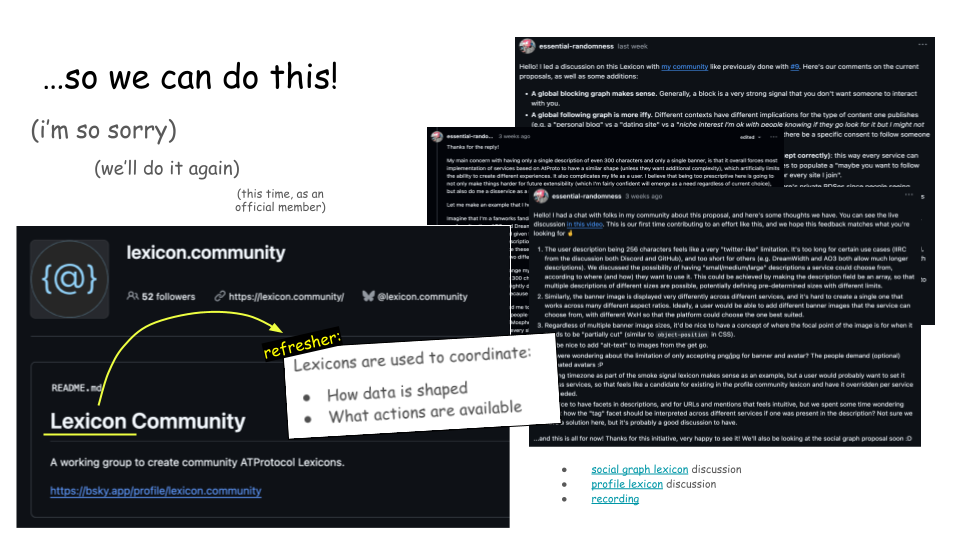 ...so we can do this!
(i'm so sorry)
(we'll do it again)
(this time, as an
official member)
lexicon.community
52 followers
https://lexicon.community/
@lexicon.community
refresher:
Lexicons are used to coordinate:
● How data is shaped
● What actions are available
README.md
Lexicon Community
A working group to create community ATProtocol Lexicons.
https://bsky.app/profile/lexicon.community
essential-randomness last week
Hello! I led a discussion on this Lexicon with my community like previously done with #9. Here's our comments on the current
proposals, as well as some additions:
• A global blocking graph makes sense. Generally, a block is a very strong signal that you don't want someone to interact
with you.
• A global following graph is more iffy. Different contexts have different implications for the type of content one publishes
(e.g. a "personal blog" vs a "dating site" vs a "niche interest I'm ok with people knowing if they go look for it but I might not
here be a specific consent to follow someone
ept correctly): this way every service can
es to populate a "maybe you want to follow
r every site I join".
essential-rando... 3 weeks ago edited
Thanks for the reply!
My main concern with having only a single description of even 300 characters and only a single banner, is that it overall forces most
implementation of services based on AtProto to have a similar shape (unless they want additional complexity), which artificially limits
the ability to create different experiences. It also complicates my life as a user. I believe that being too prescriptive here is going to
not only make things harder for future extensibility (which I'm fairly confident will emerge as a need regardless of current choice),
but also do me a disservice as a
Let me make an example that I h
Imagine that I'm a fanworks fand
essential-randomness 3 weeks ago
Hello! I had a chat with folks in my community about this proposal, and here's some thoughts we have. You can see the live
discussion in this video. This is our first time contributing to an effort like this, and we hope this feedback matches what you're
looking for
1. The user description being 256 characters feels like a very "twitter-like" limitation. it's too long for certain use cases (IIRC
from the discussion both Discord and GitHub), and too short for others (e.g. DreamWidth and AO3 both allow much longer
descriptions). We discussed the possibility of having "small/medium/large" descriptions a service could choose from,
according to where (and how) they want to use it. This could be achieved by making the description field be an array, so that
multiple descriptions of different sizes are possible, potentially defining pre-determined sizes with different limits.
2. Similarly, the banner image is displayed very differently across different services, and it's hard to create a single one that
works across many different aspect ratios. Ideally, a user would be able to add different banner images that the service can
choose from, with different WxH so that the platform could choose the one best suited.
3. Regardless of multiple banner image sizes, it'd be nice to have a concept of where the focal point of the image is for when it
ds to be "partially cut" (similar to object-position in CSS).
be nice to add "alt-text" to images from the get go.
were wondering about the limitation of only accepting png/jpg for banner and avatar? The people demand (optional)
ated avatars :P
ng timezone as part of the smoke signal lexicon makes sense as an example, but a user would probably want to set it
ss services, so that feels like a candidate for existing in the profile community lexicon and have it overridden per service
eded.
ce to have facets in descriptions, and for URLs and mentions that feels intuitive, but we spent some time wondering
how the "tag" facet should be interpreted across different services if one was present in the description? Not sure we
solution here, but it's probably a good discussion to have.
...and this is all for now! Thanks for this initiative, very happy to see it! We'll also be looking at the social graph proposal soon :D
● social graph lexicon discussion
● profile lexicon discussion
● recording